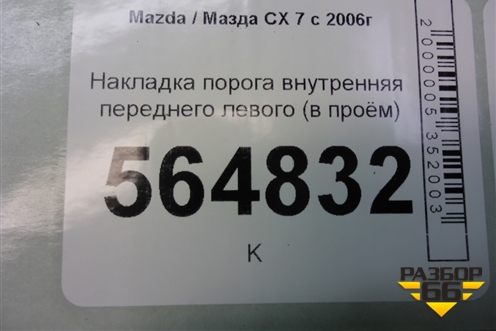 Mazda / Мазда CX 7 с 2006г
Накладка порога внутренняя
переднего левого (в проём)
564832
К
2000005352003
РАЗБОР
66